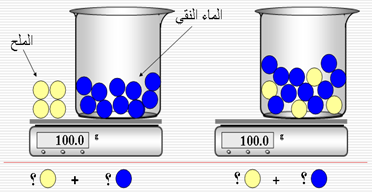 الماء النقي
الملح
100.0 g
100.0 g
؟ + ؟
؟ + ؟